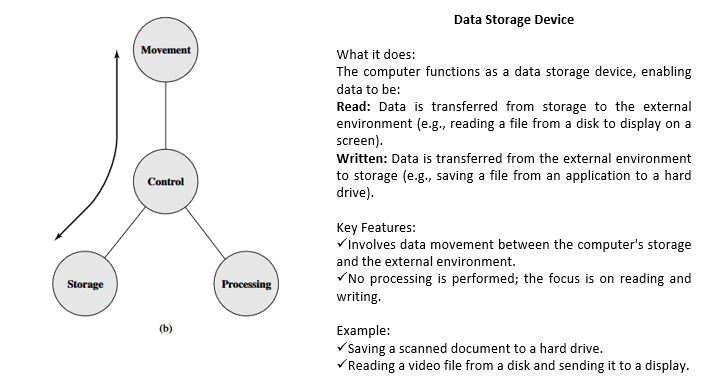 Movement
Control
Storage
Processing
(b)
Data Storage Device
What it does:
The computer functions as a data storage device, enabling
data to be:
Read: Data is transferred from storage to the external
environment (e.g., reading a file from a disk to display on a
screen).
Written: Data is transferred from the external environment
to storage (e.g., saving a file from an application to a hard
drive).
Key Features:
✓Involves data movement between the computer's storage
and the external environment.
✓No processing is performed; the focus is on reading and
writing.
Example:
✓Saving a scanned document to a hard drive.
✓Reading a video file from a disk and sending it to a display.